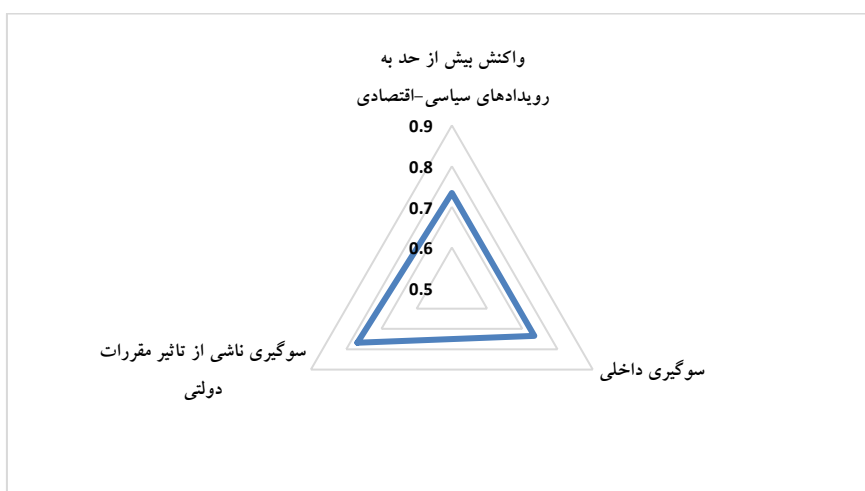 واکنش بیش از حد به
رویدادهای سیاسی-اقتصادی
0.9
0.8
0.7
0.6
0.5
سوگیری داخلی
سوگیری ناشی از تاثیر مقررات
دولتی